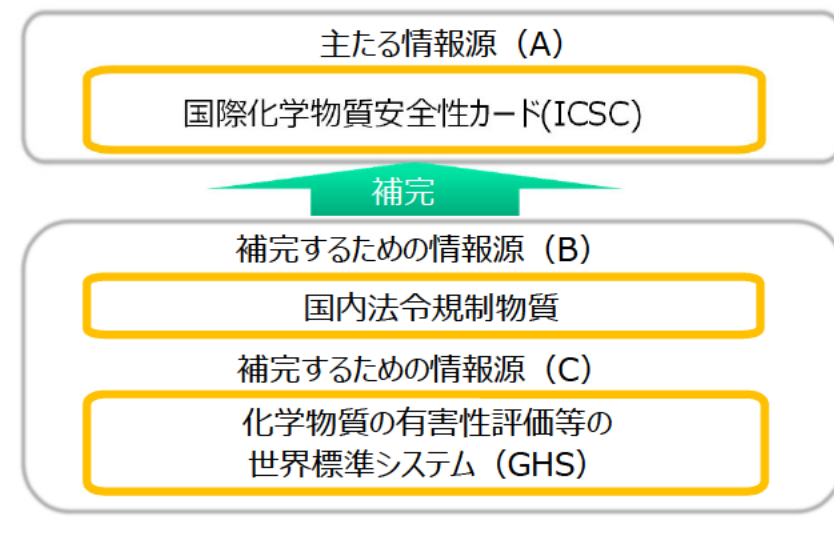 主たる情報源（A）
国際化学物質安全性カード(ICSC)
補完
補完するための情報源（B）
国内法令規制物質
補完するための情報源（C）
化学物質の有害性評価等の
世界標準システム（GHS）